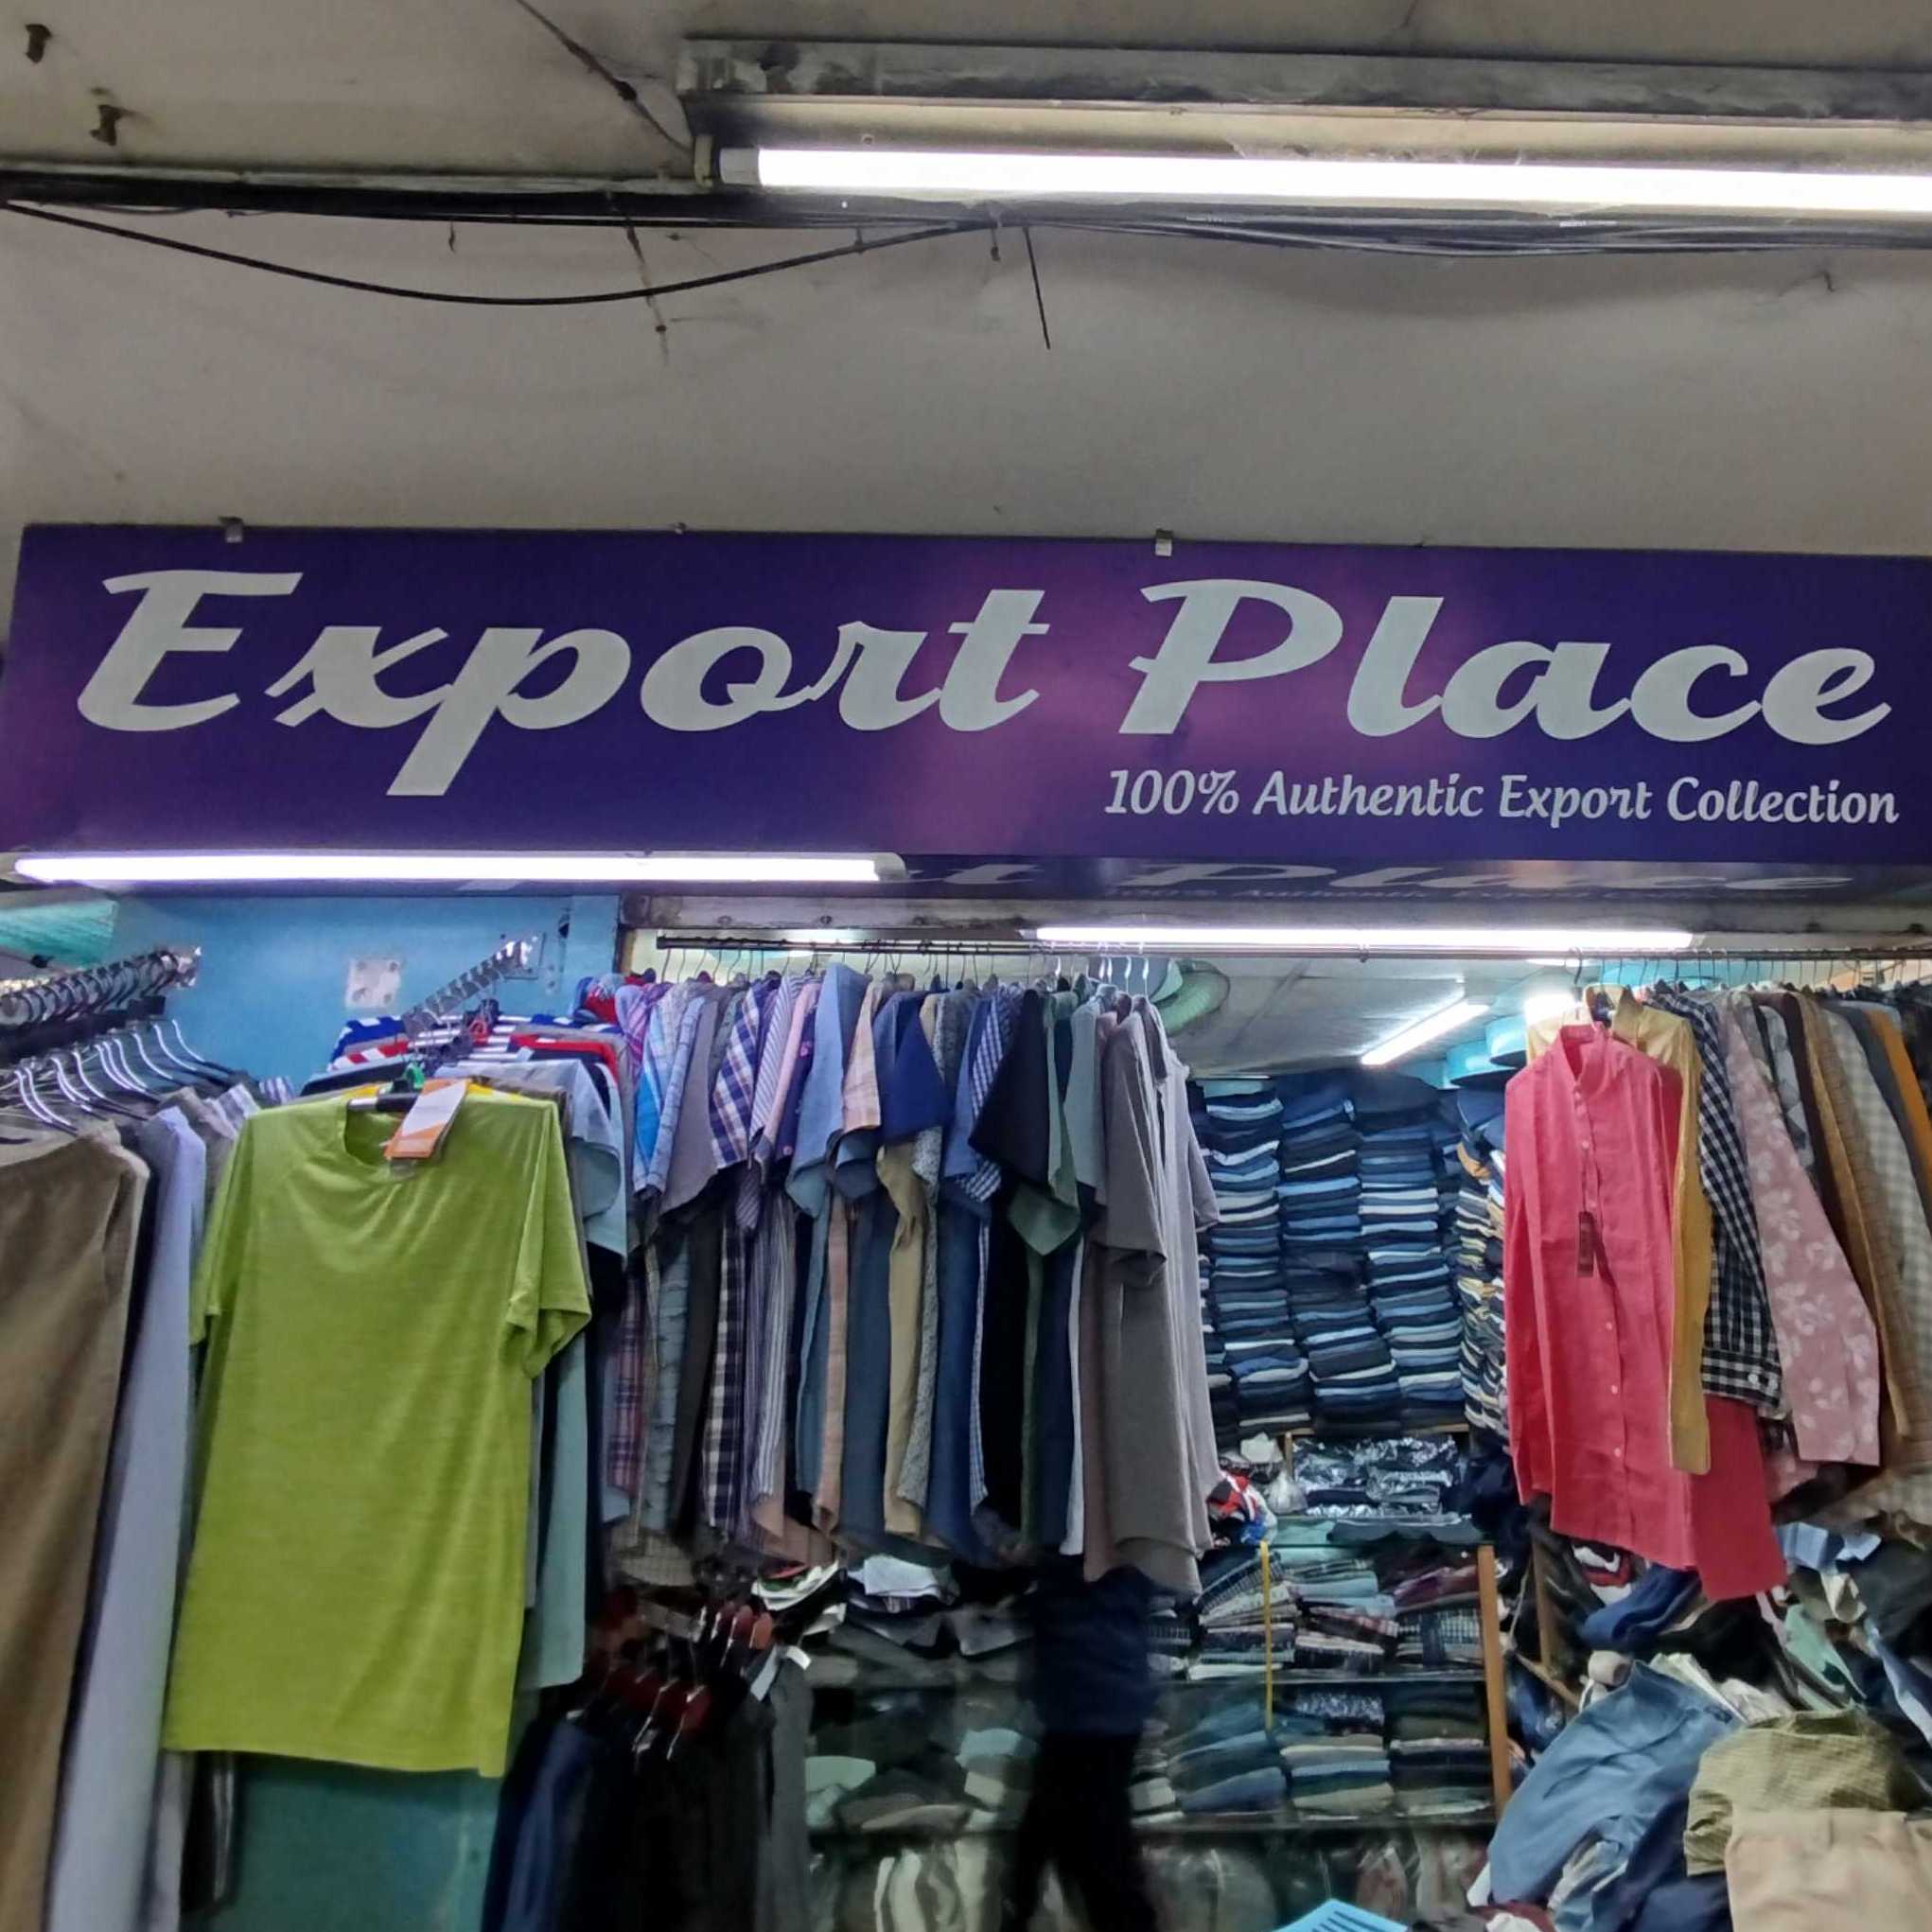 Export Place
100% Authentic Export Collection